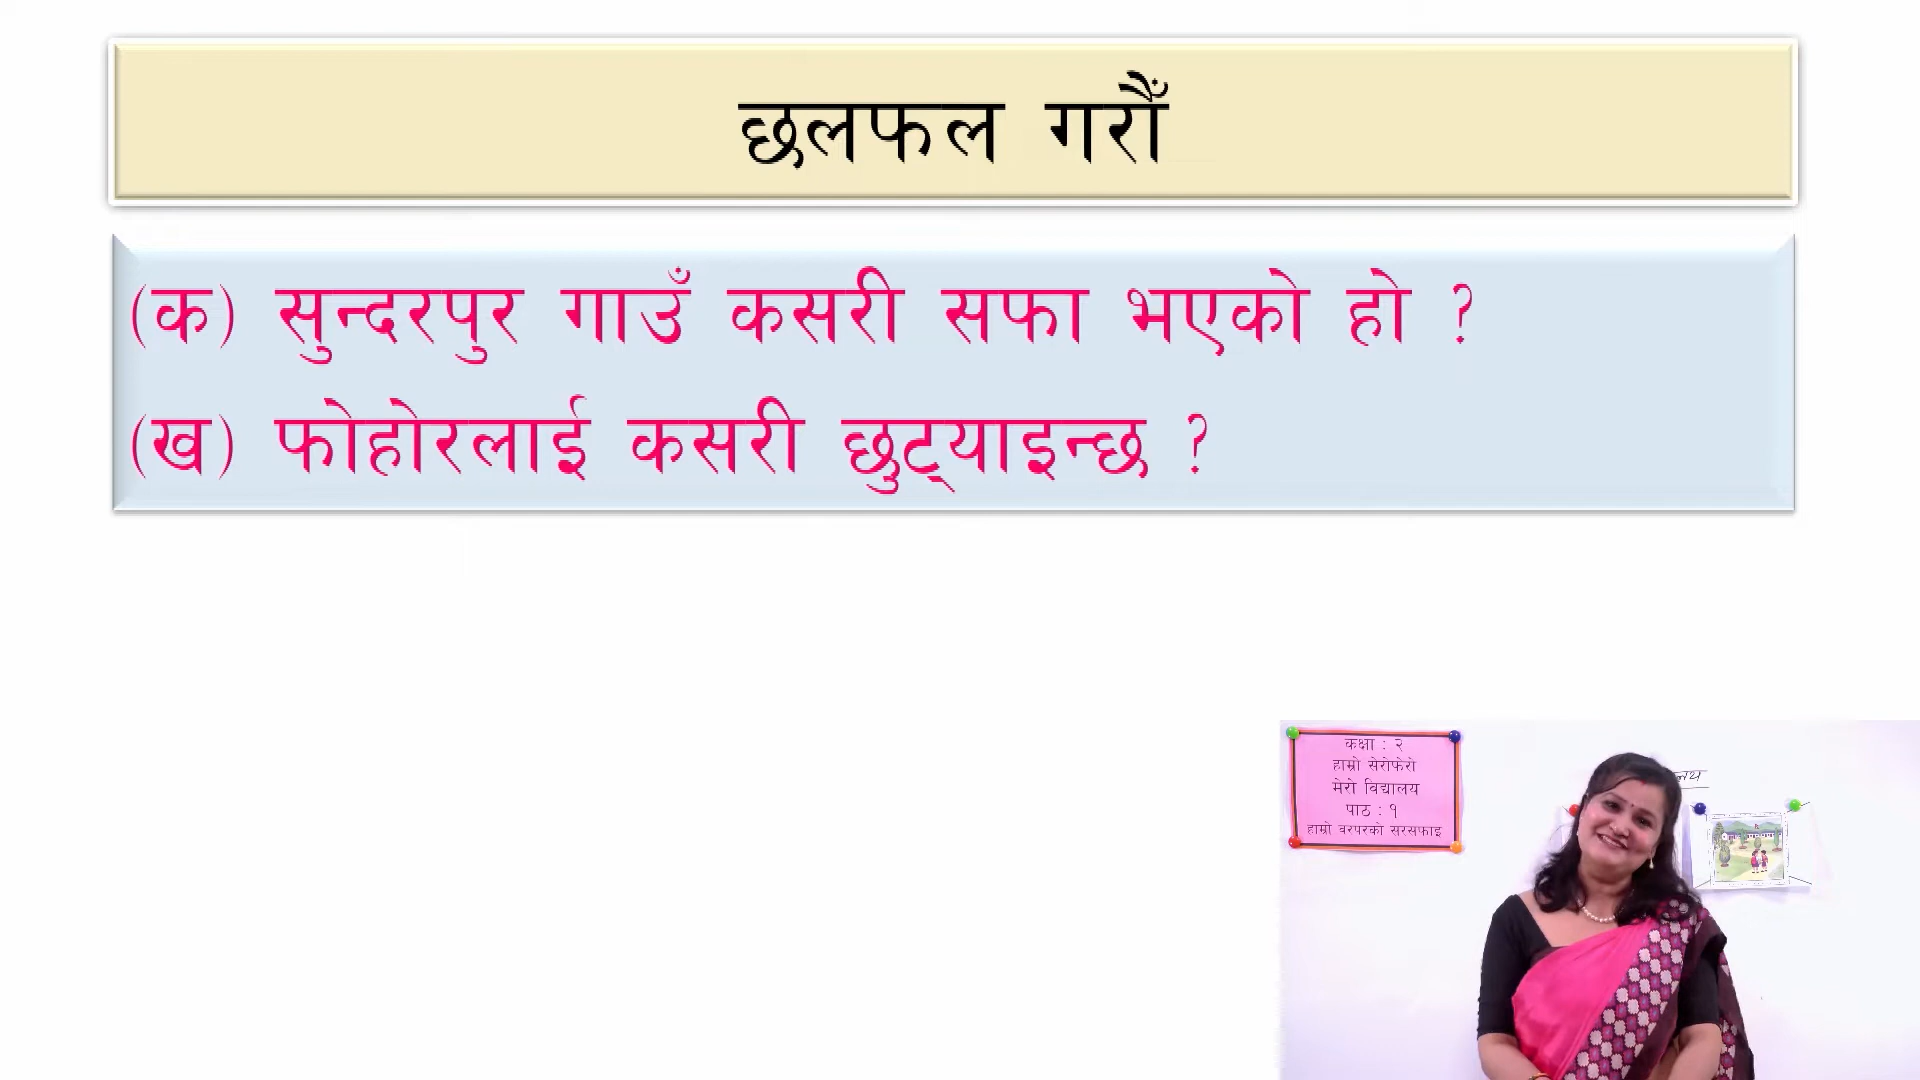 छलफल गरौँ
(क) सुन्दरपुर गाउँ कसरी सफा भएको हो ?
(ख) फोहोरलाई कसरी छुट्याइन्छ ?
कक्षा : २
हाम्रो सेरोफेरो
मेरो विद्यालय
पाठ : १
हाम्रो वरपरको सरसफाइ